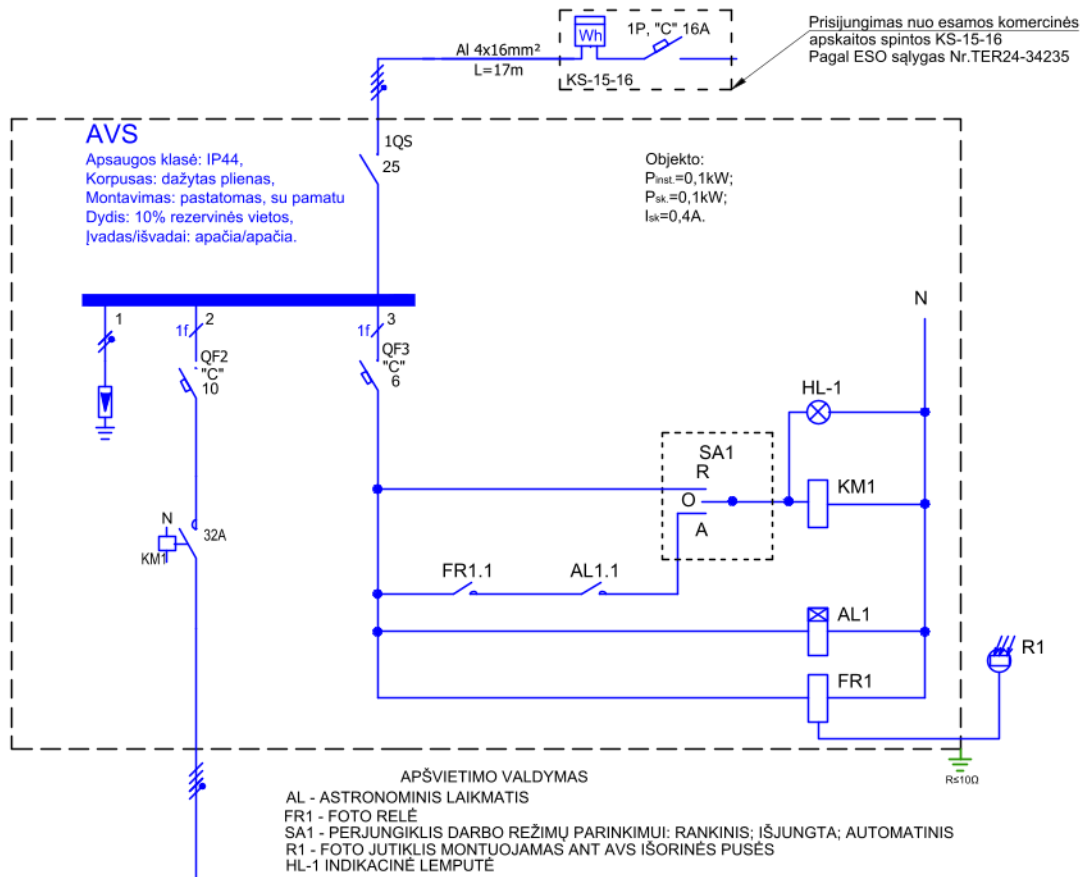 Wh
1P, "C" 16A
KS-15-16
Al 4x16mm²
L=17m
Prisijungimas nuo esamos komercinės
apskaitos spintos KS-15-16
Pagal ESO sąlygas Nr.TER24-34235
AVS
Apsaugos klasė: IP44,
Korpusas: dažytas plienas,
Montavimas: pastatomas, su pamatu
Dydis: 10% rezervinės vietos,
Įvadas/išvadai: apačia/apačia.
1QS
25
Objekto:
Pinst.=0,1kW;
Psk.=0,1kW;
Isk=0,4A.
1
2
1f
3
1f
QF2
"C"
10
QF3
"C"
6
N
HL-1
SA1
R
O
A
KM1
N
32A
KM1
FR1.1
AL1.1
AL1
FR1
R1
R≤10Ω
APŠVIETIMO VALDYMAS
AL - ASTRONOMINIS LAIKMATIS
FR1 - FOTO RELĖ
SA1 - PERJUNGIKLIS DARBO REŽIMŲ PARINKIMUI: RANKINIS; IŠJUNGTA; AUTOMATINIS
R1 - FOTO JUTIKLIS MONTUOJAMAS ANT AVS IŠORINĖS PUSĖS
HL-1 INDIKACINĖ LEMPUTĖ